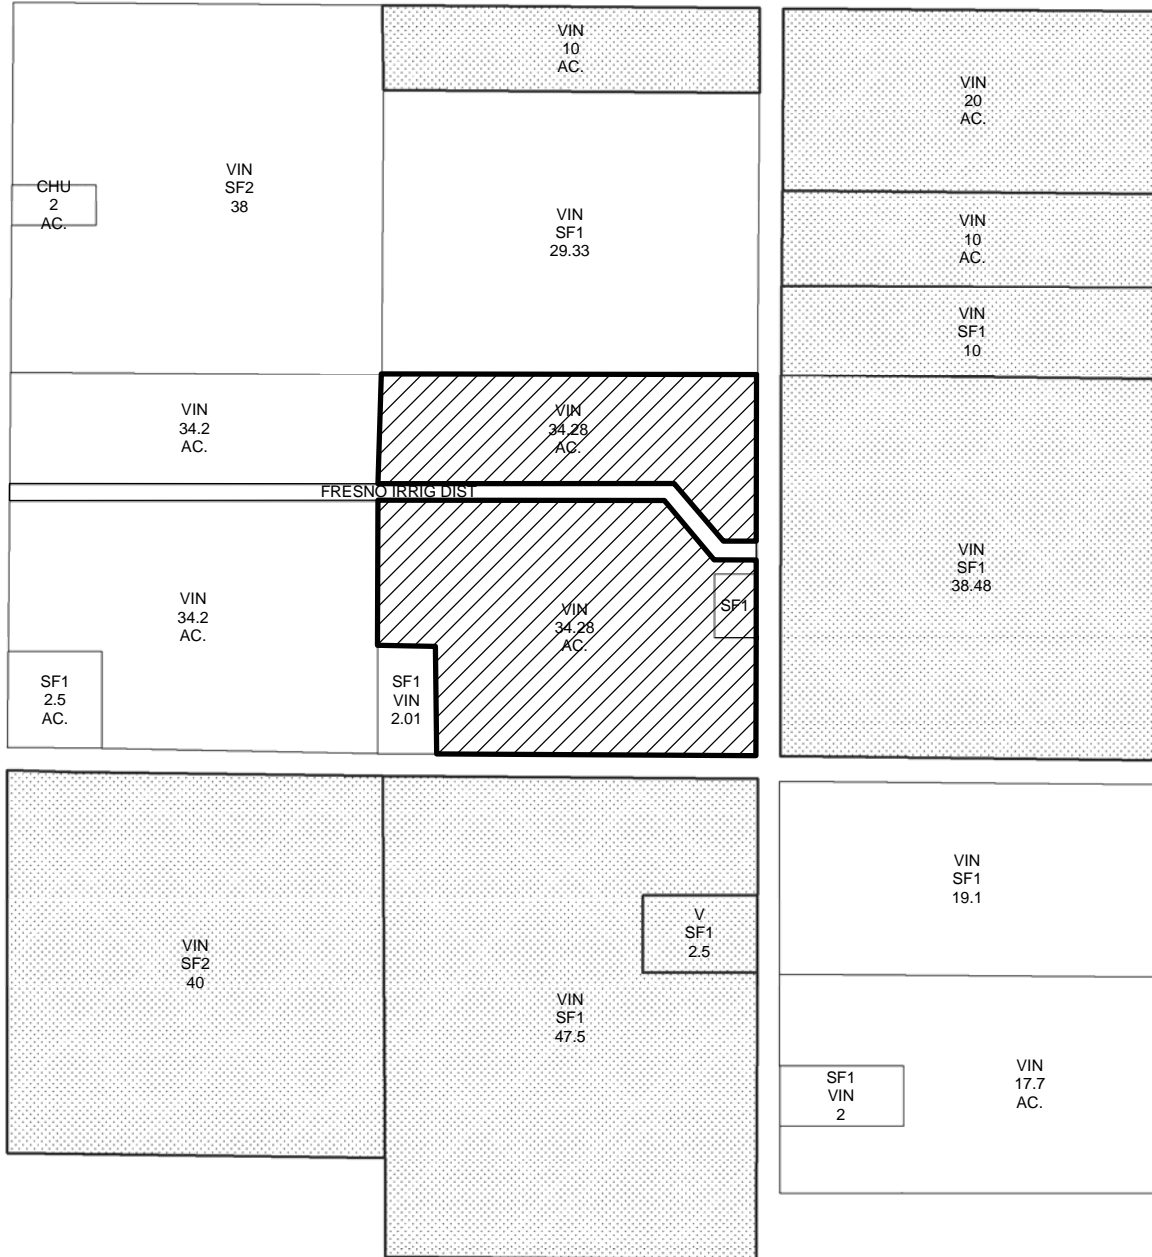 VIN
10
AC.
VIN
20
AC.
CHU
2
AC.
VIN
SF2
38
VIN
SF1
29.33
VIN
10
AC.
VIN
SF1
10
VIN
34.2
AC.
VIN
34.28
AC.
FRESNO IRRIG DIST
VIN
SF1
38.48
VIN
34.2
AC.
VIN
34.28
AC.
SF1
SF1
2.5
AC.
SF1
VIN
2.01
VIN
SF1
19.1
V
SF1
2.5
VIN
SF2
40
VIN
SF1
47.5
SF1
VIN
2
VIN
17.7
AC.